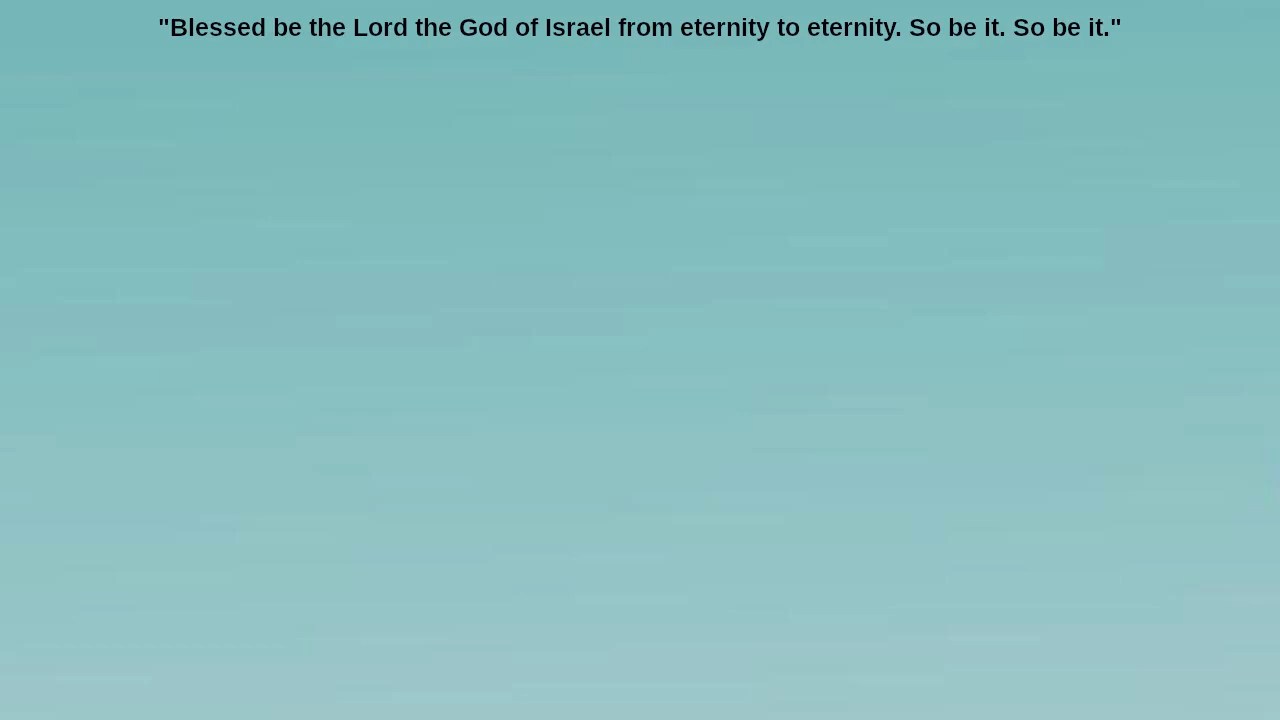 "Blessed be the Lord the God of Israel from eternity to eternity. So be it. So be it."